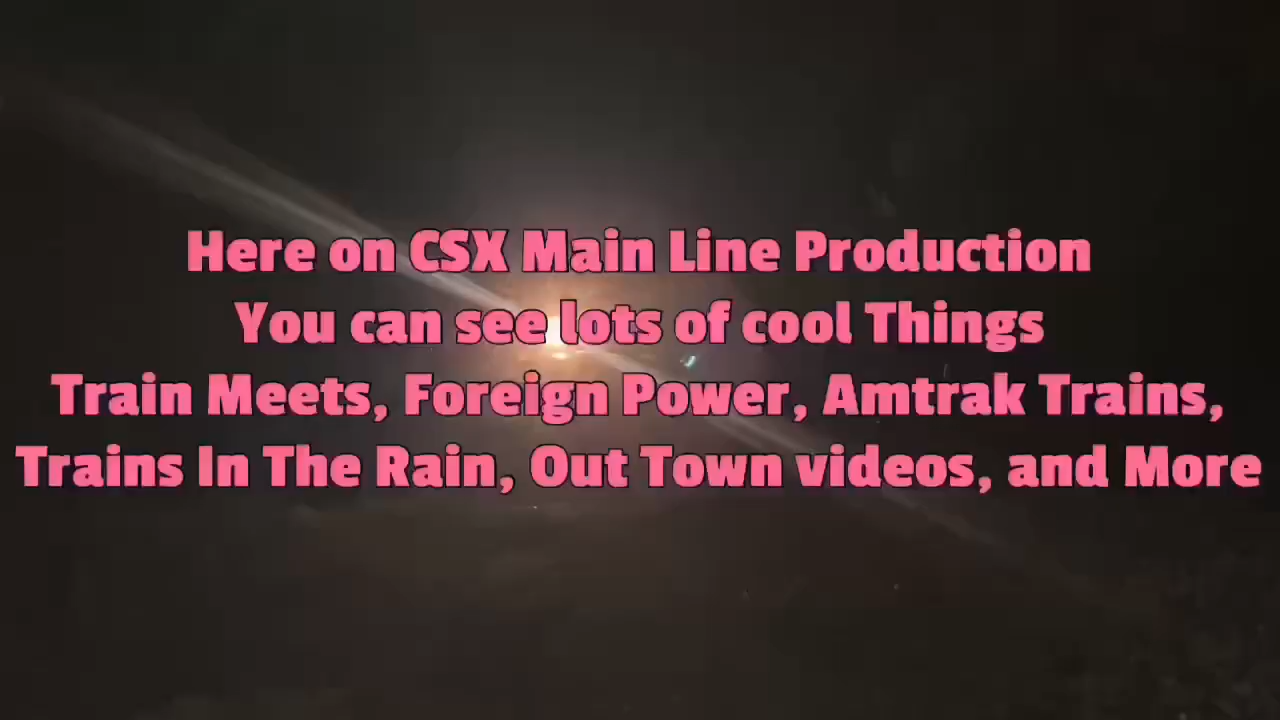 Here on CSX Main Line Production
You can see lots of cool Things
Train Meets, Foreign Power, Amtrak Trains,
Trains In The Rain, Out Town videos, and More